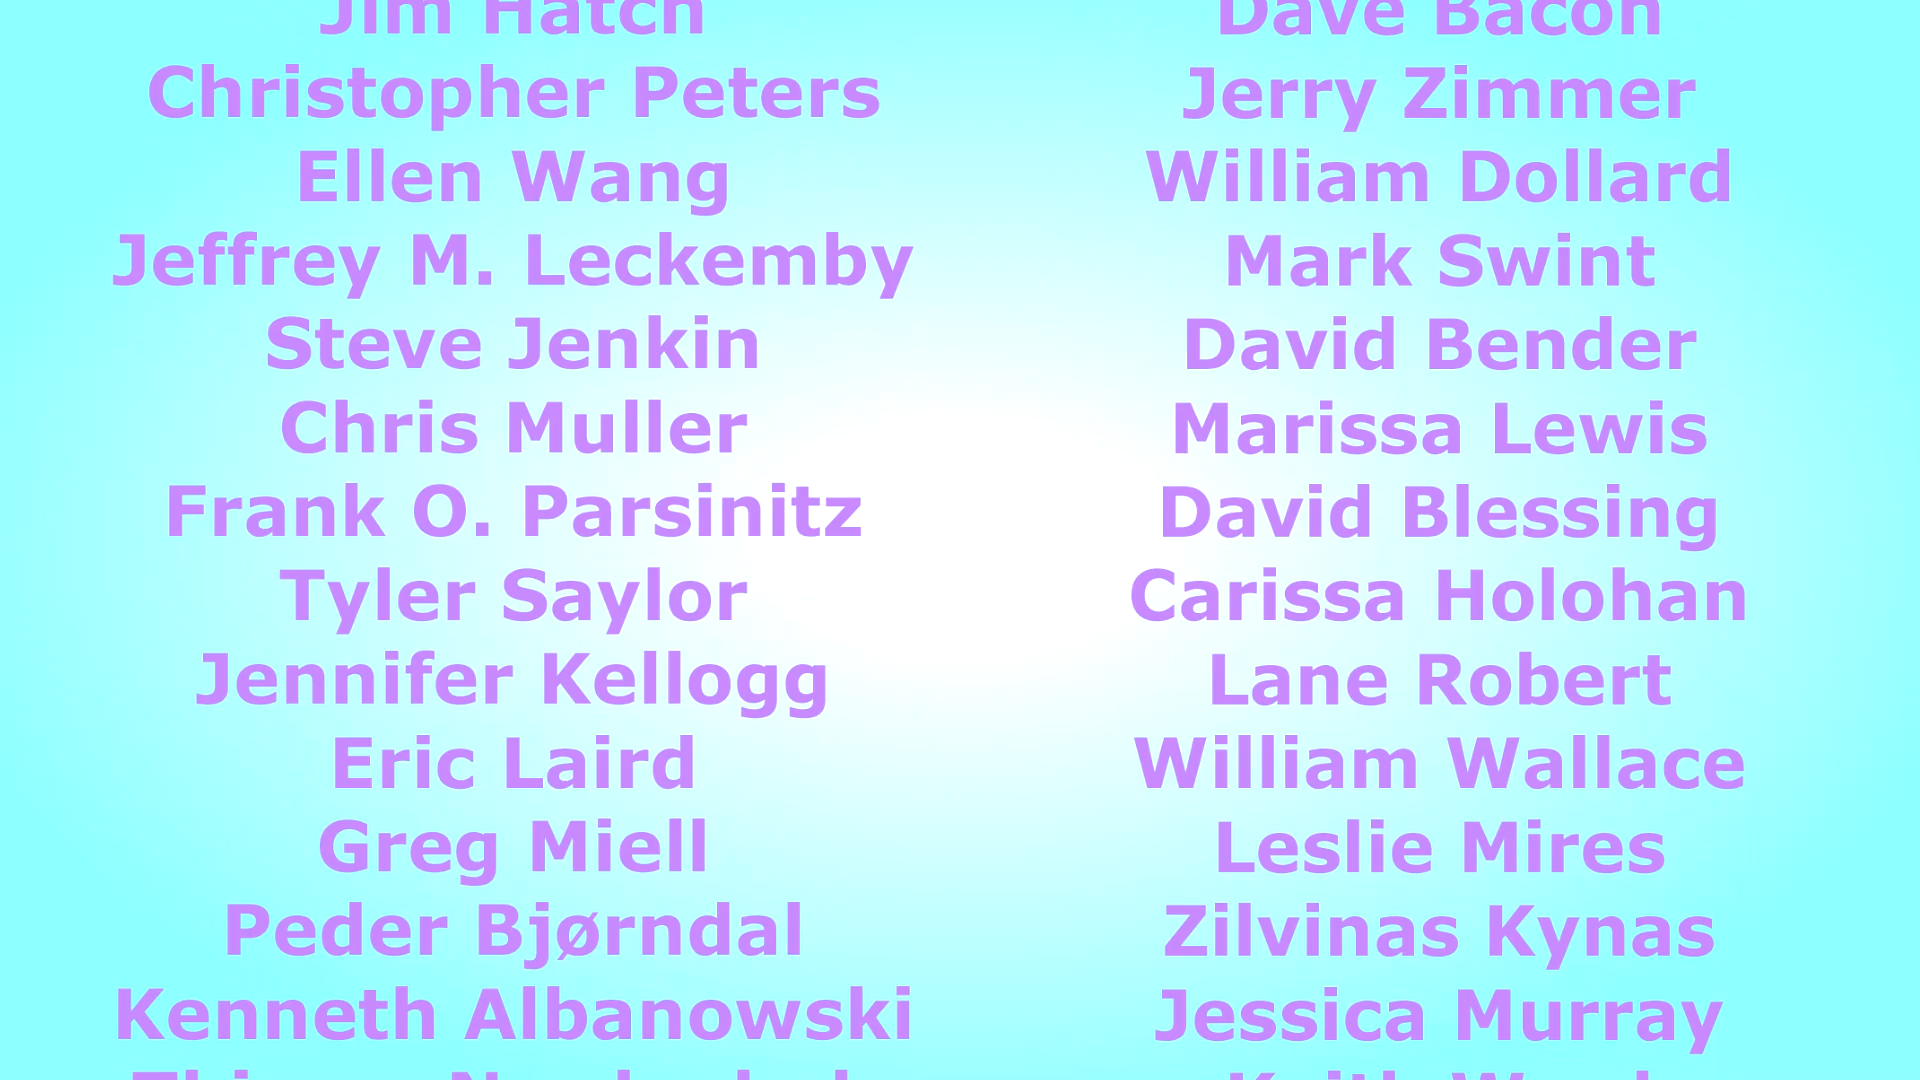 Jim Hatch
Christopher Peters
Ellen Wang
Jeffrey M. Leckemby
Steve Jenkin
Chris Muller
Frank O. Parsinitz
Tyler Saylor
Jennifer Kellogg
Eric Laird
Greg Miell
Peder Bjørndal
Kenneth Albanowski
Dave Bacon
Jerry Zimmer
William Dollard
Mark Swint
David Bender
Marissa Lewis
David Blessing
Carissa Holohan
Lane Robert
William Wallace
Leslie Mires
Zilvinas Kynas
Jessica Murray
Keith